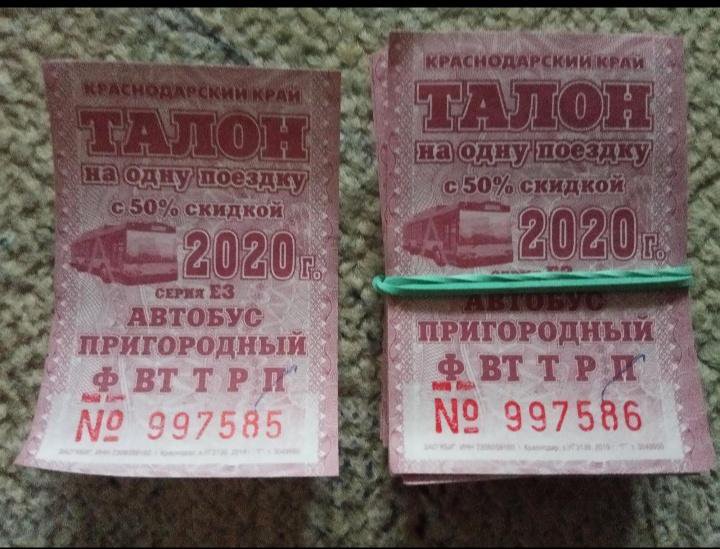 КРАСНОДАРСКИЙ КРАЙ
ТАЛОН
на одну поездку
с 50% скидкой
2020 г.
серия Е3
АВТОБУС
ПРИГОРОДНЫЙ
Ф ВТ Т Р П
№ 997585
КРАСНОДАРСКИЙ КРАЙ
ТАЛОН
на одну поездку
с 50% скидкой
2020 г.
АВТОБУС
ПРИГОРОДНЫЙ
Ф ВТ Т Р П
№ 997586